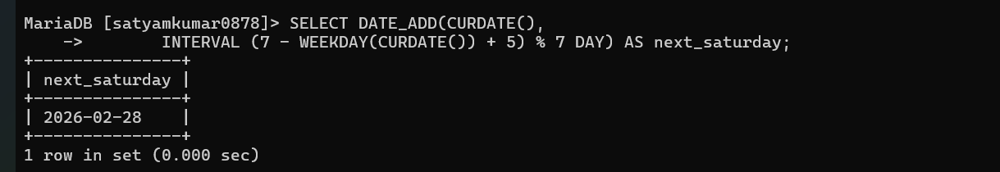 MariaDB [satyamkumar0878]> SELECT DATE_ADD(CURDATE(),
    ->        INTERVAL (7 - WEEKDAY(CURDATE()) + 5) % 7 DAY) AS next_saturday;
+---------------+
| next_saturday |
+---------------+
| 2026-02-28    |
+---------------+
1 row in set (0.000 sec)